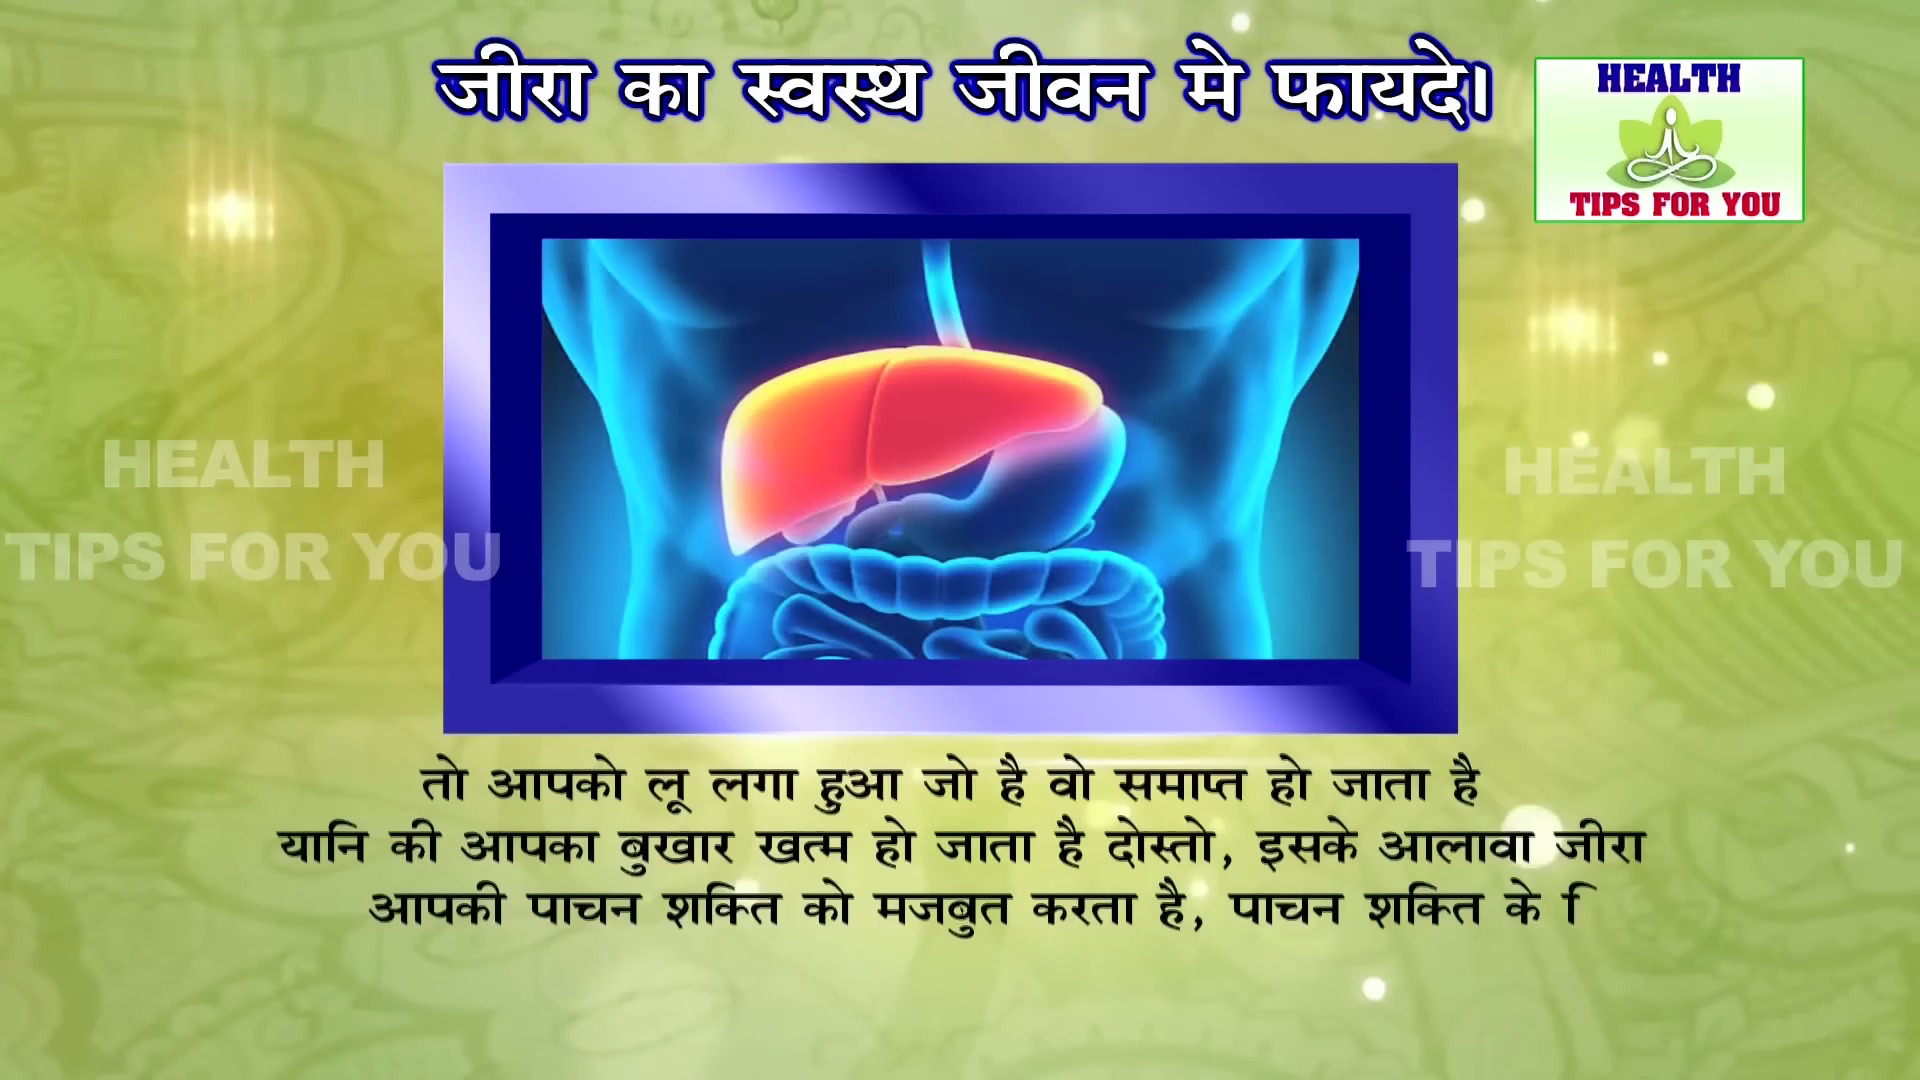 जीरा का स्वस्थ जीवन मे फायदे।
HEALTH
TIPS FOR YOU
HEALTH
TIPS FOR YOU
HEALTH
TIPS FOR YOU
तो आपको लू लगा हुआ जो है वो समाप्त हो जाता है
यानि की आपका बुखार खत्म हो जाता है दोस्तो, इसके आलावा जीरा
आपकी पाचन शक्ति को मजबुत करता है, पाचन शक्ति के ि